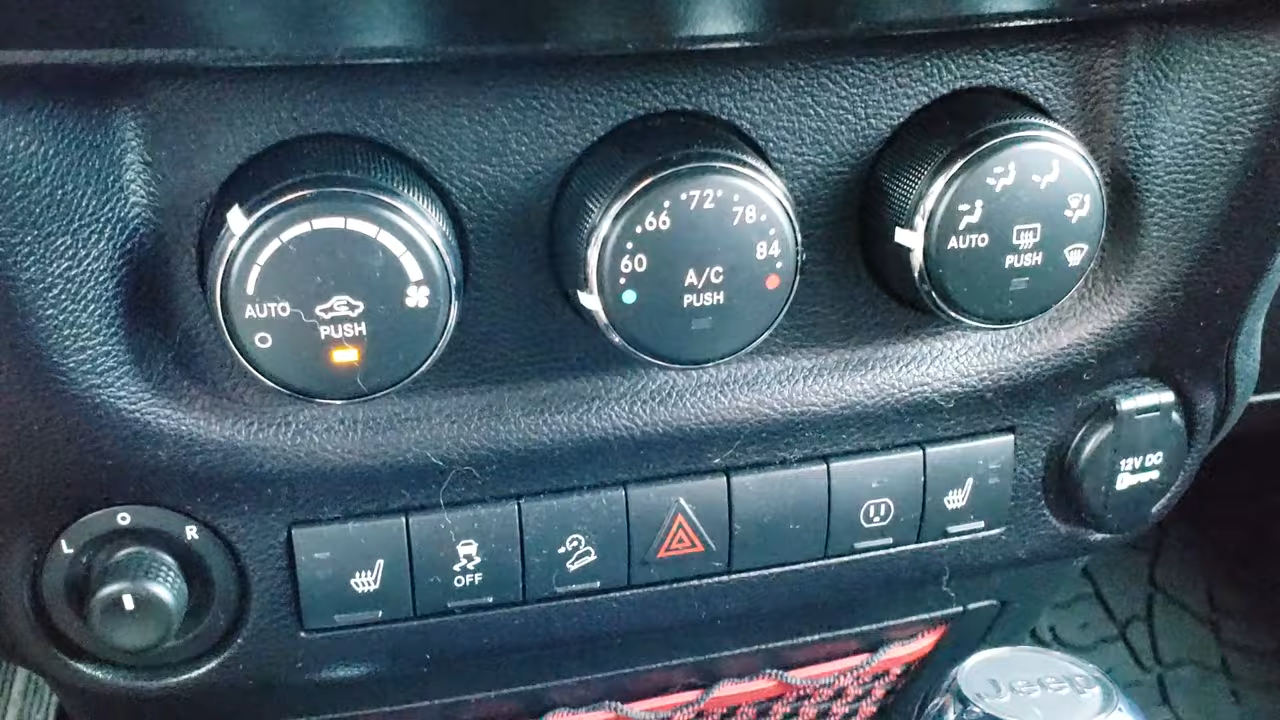 AUTO
PUSH
60
66
72
78
84
A/C
PUSH
AUTO
PUSH
L
R
OFF
12V DC
Jeep